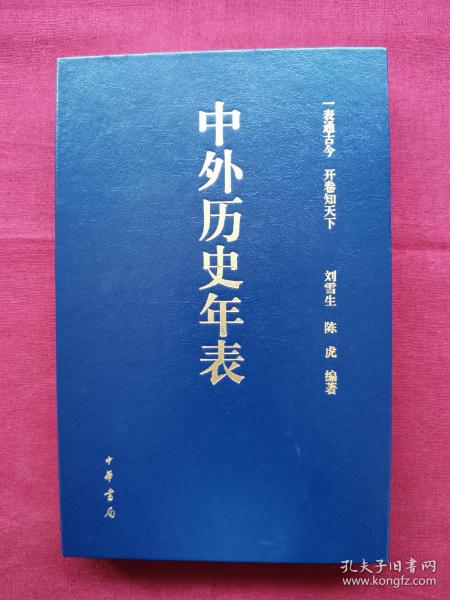 一表通古今 开卷知天下
刘雪生 陈虎 编著
中外历史年表
中华书局
孔夫子旧书网
www.kongfz.com